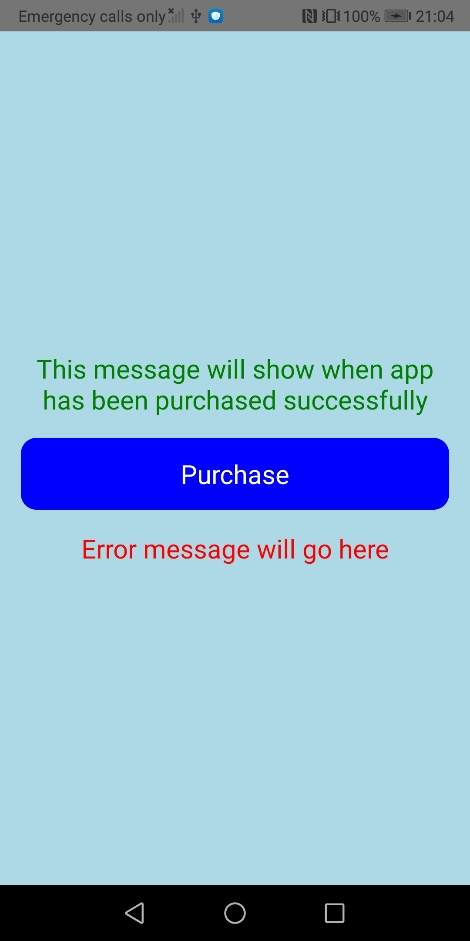 Emergency calls only 100% 21:04
This message will show when app
has been purchased successfully
Purchase
Error message will go here